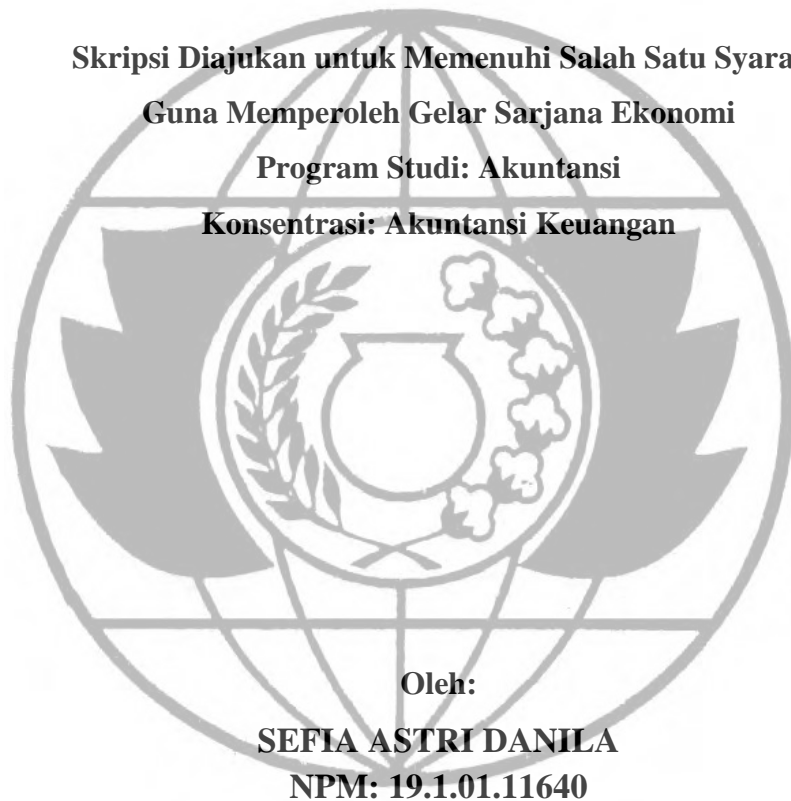 Skripsi Diajukan untuk Memenuhi Salah Satu Syara
Guna Memperoleh Gelar Sarjana Ekonomi
Program Studi: Akuntansi
Konsentrasi: Akuntansi Keuangan
Oleh:
SEFIA ASTRI DANILA
NPM: 19.1.01.11640